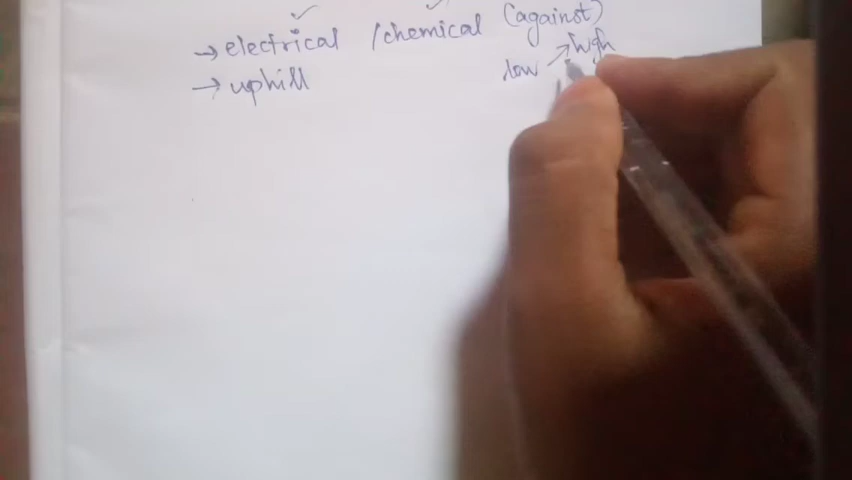 → electrical /chemical (against)
→ uphill low → high